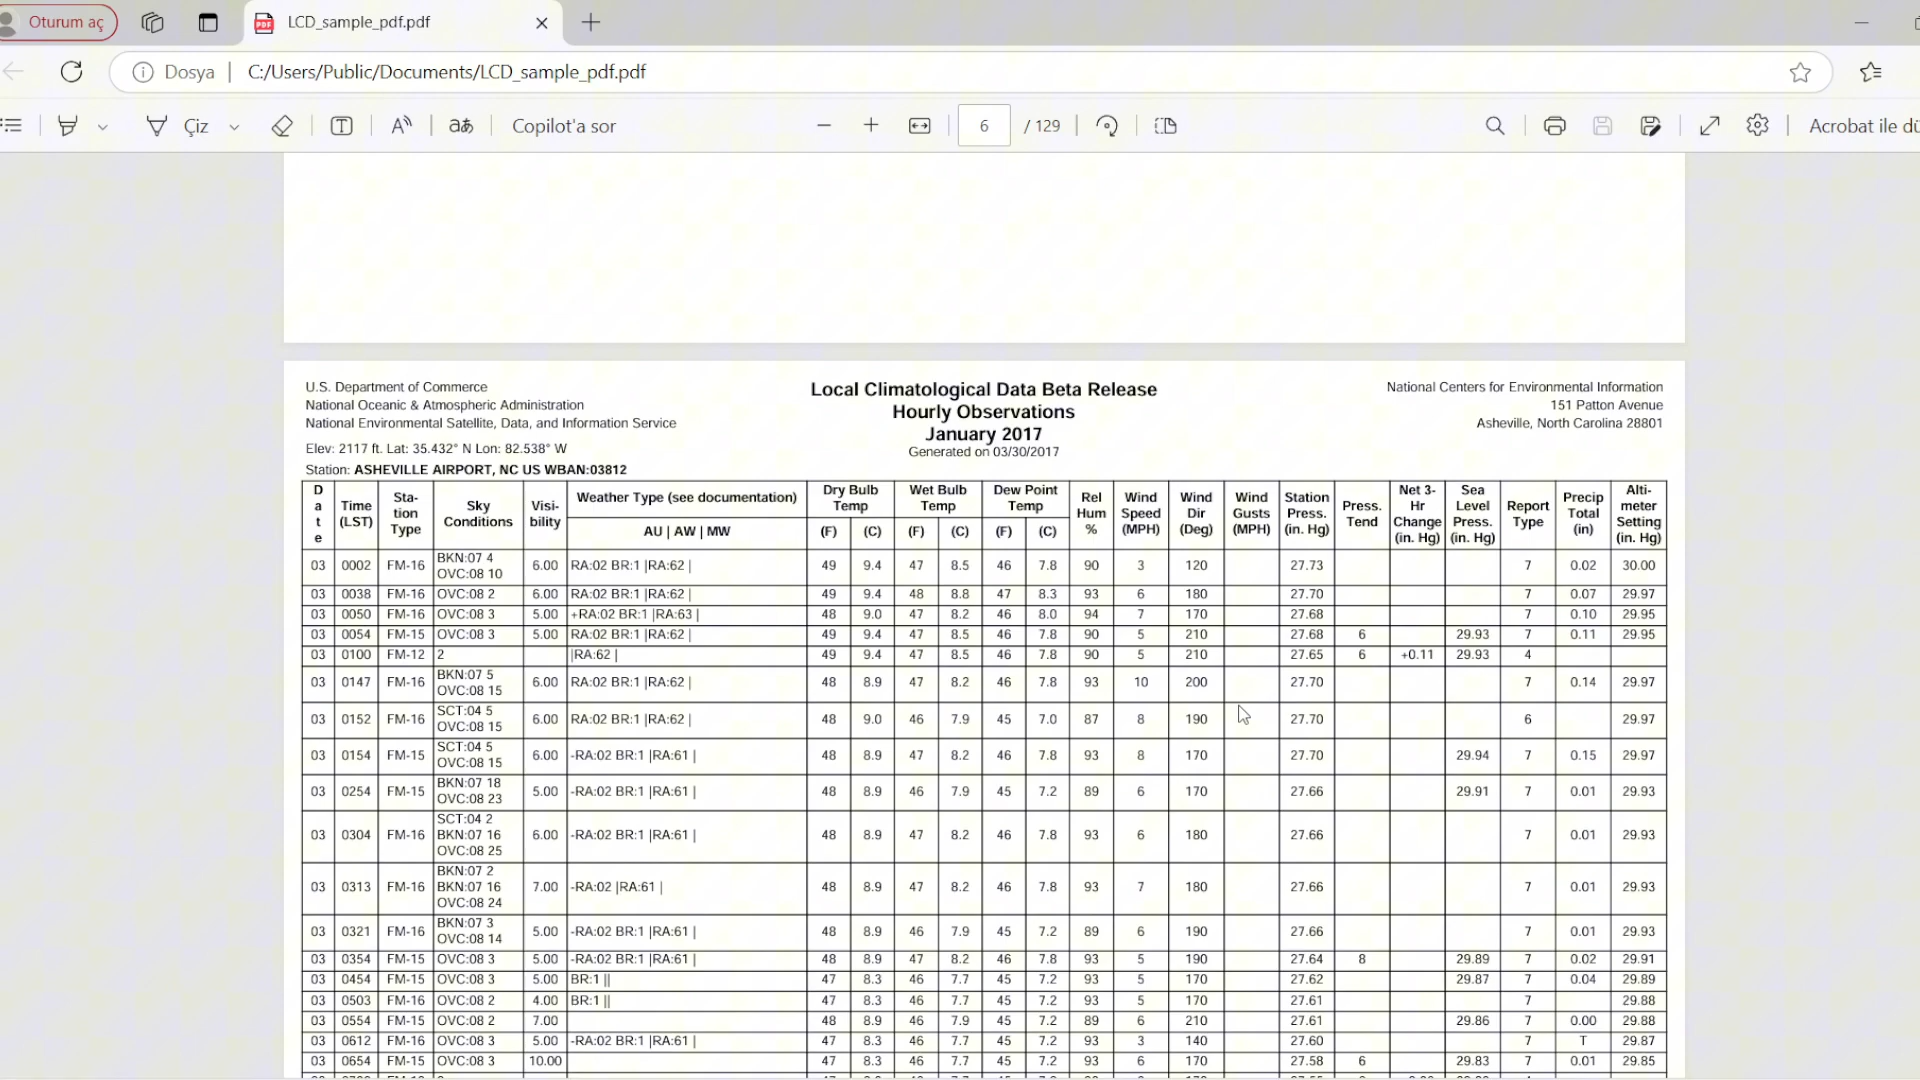 Oturum aç
LCD_sample_pdf.pdf
Dosya | C:/Users/Public/Documents/LCD_sample_pdf.pdf
Çiz
Copilot'a sor
6 / 129
Acrobat ile
U.S. Department of Commerce
National Oceanic & Atmospheric Administration
National Environmental Satellite, Data, and Information Service
Elev: 2117 ft. Lat: 35.432° N Lon: 82.538° W
Station: ASHEVILLE AIRPORT, NC US WBAN:03812
Local Climatological Data Beta Release
Hourly Observations
January 2017
Generated on 03/30/2017
National Centers for Environmental Information
151 Patton Avenue
Asheville, North Carolina 28801
Date | Time (LST) | Sta-tion Type | Sky Conditions | Visi-bility | Weather Type (see documentation) AU | AW | MW | Dry Bulb Temp (F) (C) | Wet Bulb Temp (F) (C) | Dew Point Temp (F) (C) | Rel Hum % | Wind Speed (MPH) | Wind Dir (Deg) | Wind Gusts (MPH) | Station Press. (in. Hg) | Press. Tend | Net 3-Hr Change (in. Hg) | Sea Level Press. (in. Hg) | Report Type | Precip Total (in) | Alti-meter Setting (in. Hg)
03 0002 FM-16 BKN:07 4 OVC:08 10 6.00 RA:02 BR:1 |RA:62 | 49 9.4 47 8.5 46 7.8 90 3 120 27.73 7 0.02 30.00
03 0038 FM-16 OVC:08 2 6.00 RA:02 BR:1 |RA:62 | 49 9.4 48 8.8 47 8.3 93 6 180 27.70 7 0.07 29.97
03 0050 FM-16 OVC:08 3 5.00 +RA:02 BR:1 |RA:63 | 48 9.0 47 8.2 46 8.0 94 7 170 27.68 7 0.10 29.95
03 0054 FM-15 OVC:08 3 5.00 RA:02 BR:1 |RA:62 | 49 9.4 47 8.5 46 7.8 90 5 210 27.68 6 29.93 7 0.11 29.95
03 0100 FM-12 2 |RA:62 | 49 9.4 47 8.5 46 7.8 90 5 210 27.65 6 +0.11 29.93 4
03 0147 FM-16 BKN:07 5 OVC:08 15 6.00 RA:02 BR:1 |RA:62 | 48 8.9 47 8.2 46 7.8 93 10 200 27.70 7 0.14 29.97
03 0152 FM-16 SCT:04 5 OVC:08 15 6.00 RA:02 BR:1 |RA:62 | 48 9.0 46 7.9 45 7.0 87 8 190 27.70 6 29.97
03 0154 FM-15 SCT:04 5 OVC:08 15 6.00 -RA:02 BR:1 |RA:61 | 48 8.9 47 8.2 46 7.8 93 8 170 27.70 29.94 7 0.15 29.97
03 0254 FM-15 BKN:07 18 OVC:08 23 5.00 -RA:02 BR:1 |RA:61 | 48 8.9 46 7.9 45 7.2 89 6 170 27.66 29.91 7 0.01 29.93
03 0304 FM-16 SCT:04 2 BKN:07 16 OVC:08 25 6.00 -RA:02 BR:1 |RA:61 | 48 8.9 47 8.2 46 7.8 93 6 180 27.66 7 0.01 29.93
03 0313 FM-16 BKN:07 2 BKN:07 16 OVC:08 24 7.00 -RA:02 |RA:61 | 48 8.9 47 8.2 46 7.8 93 7 180 27.66 7 0.01 29.93
03 0321 FM-16 BKN:07 3 OVC:08 14 5.00 -RA:02 BR:1 |RA:61 | 48 8.9 46 7.9 45 7.2 89 6 190 27.66 7 0.01 29.93
03 0354 FM-15 OVC:08 3 5.00 -RA:02 BR:1 |RA:61 | 48 8.9 47 8.2 46 7.8 93 5 190 27.64 8 29.89 7 0.02 29.91
03 0454 FM-15 OVC:08 3 5.00 BR:1 || 47 8.3 46 7.7 45 7.2 93 5 170 27.62 29.87 7 0.04 29.89
03 0503 FM-16 OVC:08 2 4.00 BR:1 || 47 8.3 46 7.7 45 7.2 93 5 170 27.61 7 29.88
03 0554 FM-15 OVC:08 2 7.00 48 8.9 46 7.9 45 7.2 89 6 210 27.61 29.86 7 0.00 29.88
03 0612 FM-16 OVC:08 3 5.00 -RA:02 BR:1 |RA:61 | 47 8.3 46 7.7 45 7.2 93 3 140 27.60 7 T 29.87
03 0654 FM-15 OVC:08 3 10.00 47 8.3 46 7.7 45 7.2 93 6 170 27.58 6 29.83 7 0.01 29.85